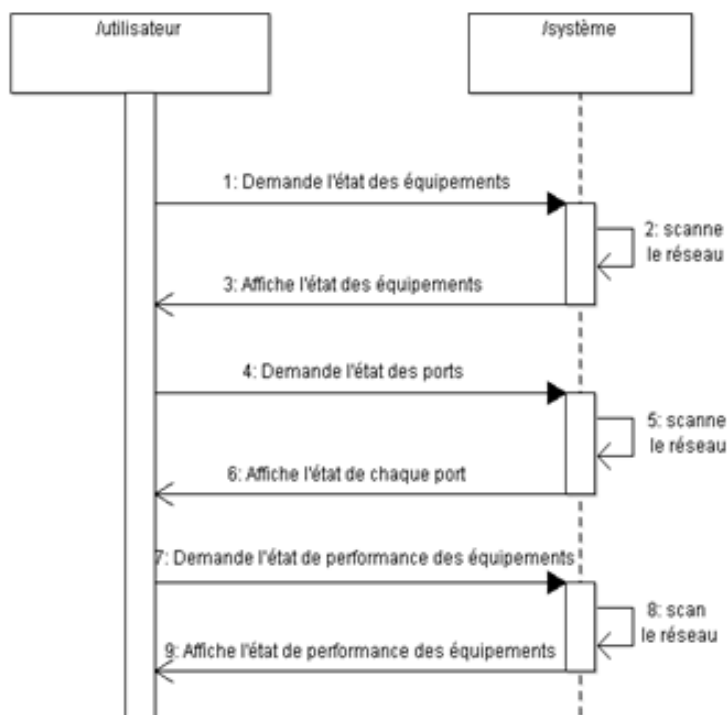 /utilisateur
/système
1: Demande l'état des équipements
2: scanne
le réseau
3: Affiche l'état des équipements
4: Demande l'état des ports
5: scanne
le réseau
6: Affiche l'état de chaque port
7: Demande l'état de performance des équipements
8: scan
le réseau
9: Affiche l'état de performance des équipements